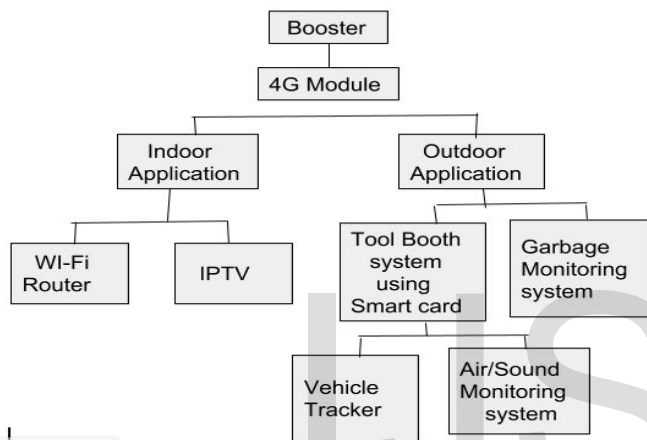 Booster
4G Module
Indoor
Application
Outdoor
Application
WI-Fi
Router
IPTV
Tool Booth
system
using
Smart card
Garbage
Monitoring
system
Vehicle
Tracker
Air/Sound
Monitoring
system